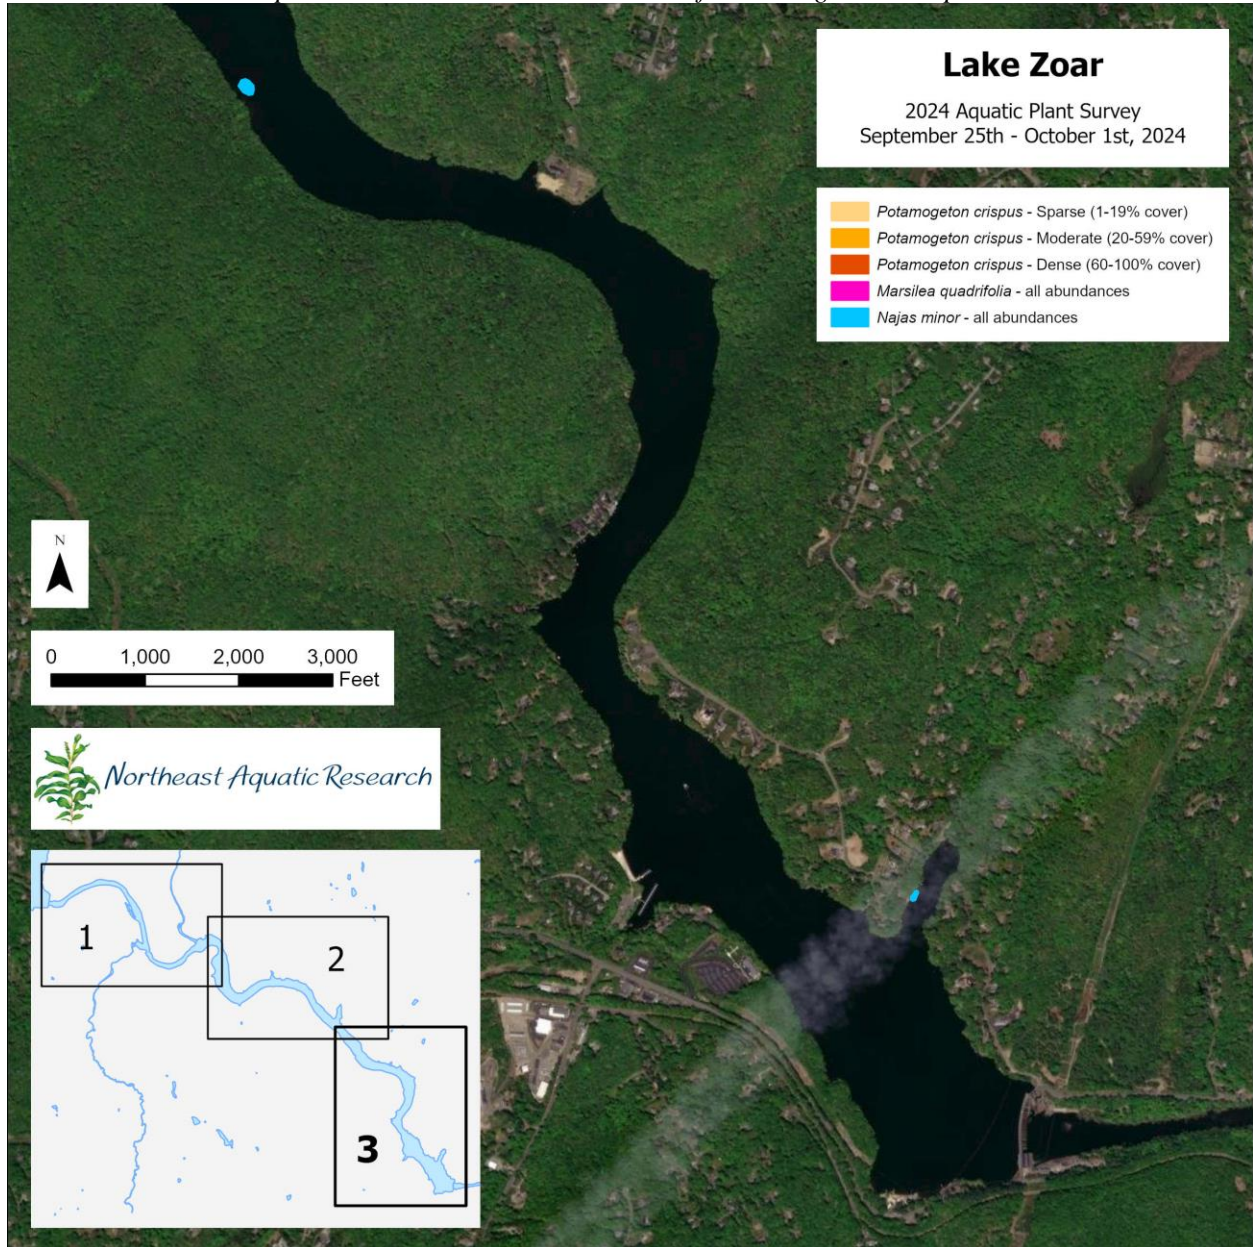 Lake Zoar
2024 Aquatic Plant Survey
September 25th - October 1st, 2024
Potamogeton crispus - Sparse (1-19% cover)
Potamogeton crispus - Moderate (20-59% cover)
Potamogeton crispus - Dense (60-100% cover)
Marsilea quadrifolia - all abundances
Najas minor - all abundances
N
0 1,000 2,000 3,000
Feet
Northeast Aquatic Research
1
2
3